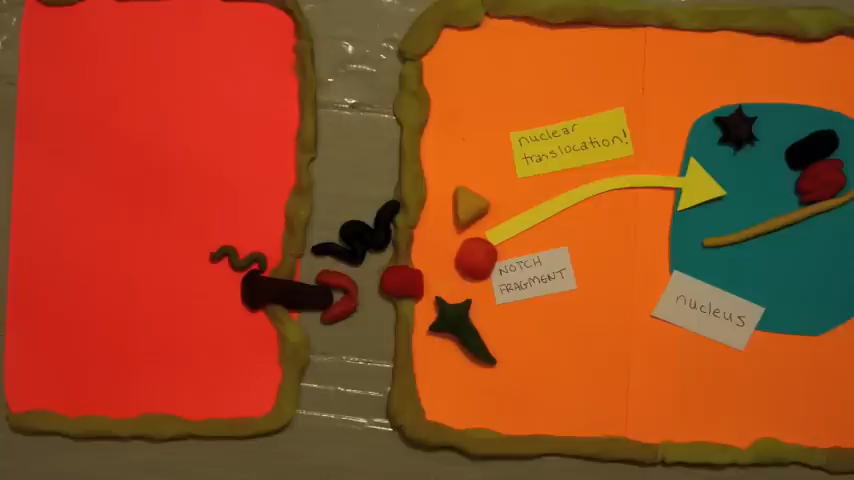 nuclear
translocation!
NOTCH
FRAGMENT
nucleus